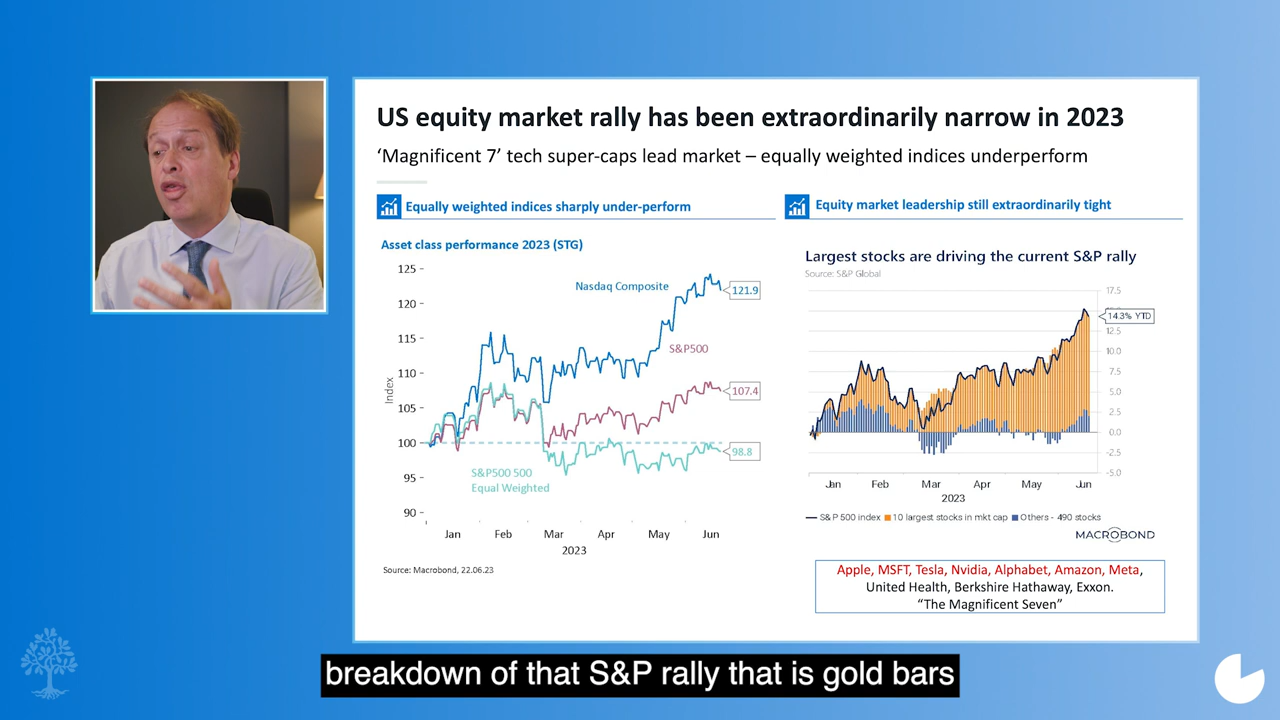 US equity market rally has been extraordinarily narrow in 2023
‘Magnificent 7’ tech super-caps lead market – equally weighted indices underperform
Equally weighted indices sharply under-perform
Asset class performance 2023 (STG)
125
120
115
110
105
100
95
90
Index
Nasdaq Composite
121.9
S&P500
107.4
98.8
S&P500 500
Equal Weighted
Jan Feb Mar Apr May Jun
2023
Source: Macrobond, 22.06.23
Equity market leadership still extraordinarily tight
Largest stocks are driving the current S&P rally
Source: S&P Global
17.5
14.3% YTD
12.5
10.0
7.5
5.0
2.5
0.0
-2.5
-5.0
Jan Feb Mar Apr May Jun
2023
S&P 500 index 10 largest stocks in mkt cap Others - 490 stocks
MACROBOND
Apple, MSFT, Tesla, Nvidia, Alphabet, Amazon, Meta,
United Health, Berkshire Hathaway, Exxon.
“The Magnificent Seven”
breakdown of that S&P rally that is gold bars